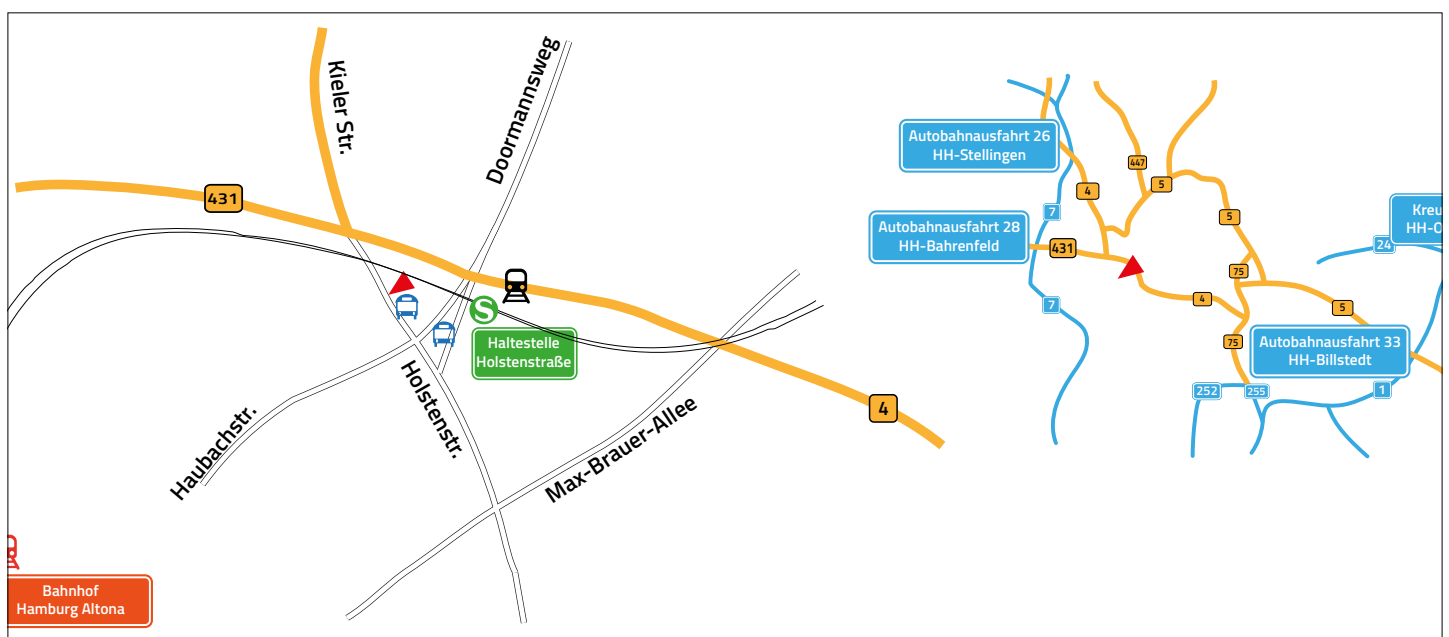 Kieler Str.
Doormannsweg
431
S
Haltestelle
Holstenstraße
Holstenstr.
Haubachstr.
Max-Brauer-Allee
4
Bahnhof
Hamburg Altona
Autobahnausfahrt 26
HH-Stellingen
447
4
5
7
5
Autobahnausfahrt 28
HH-Bahrenfeld
431
Kreu
HH-O
24
75
7
4
5
75
Autobahnausfahrt 33
HH-Billstedt
252
255
1